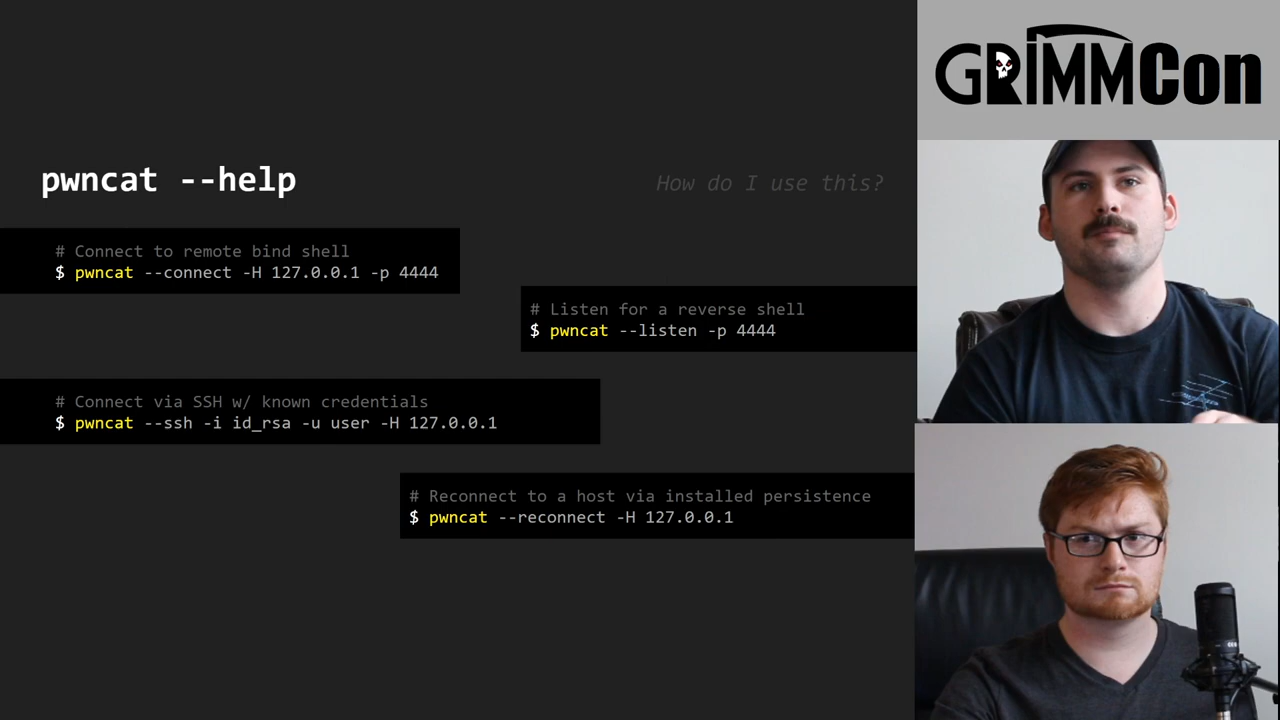 GRIMMCon
pwncat --help
How do I use this?
# Connect to remote bind shell
$ pwncat --connect -H 127.0.0.1 -p 4444
# Listen for a reverse shell
$ pwncat --listen -p 4444
# Connect via SSH w/ known credentials
$ pwncat --ssh -i id_rsa -u user -H 127.0.0.1
# Reconnect to a host via installed persistence
$ pwncat --reconnect -H 127.0.0.1